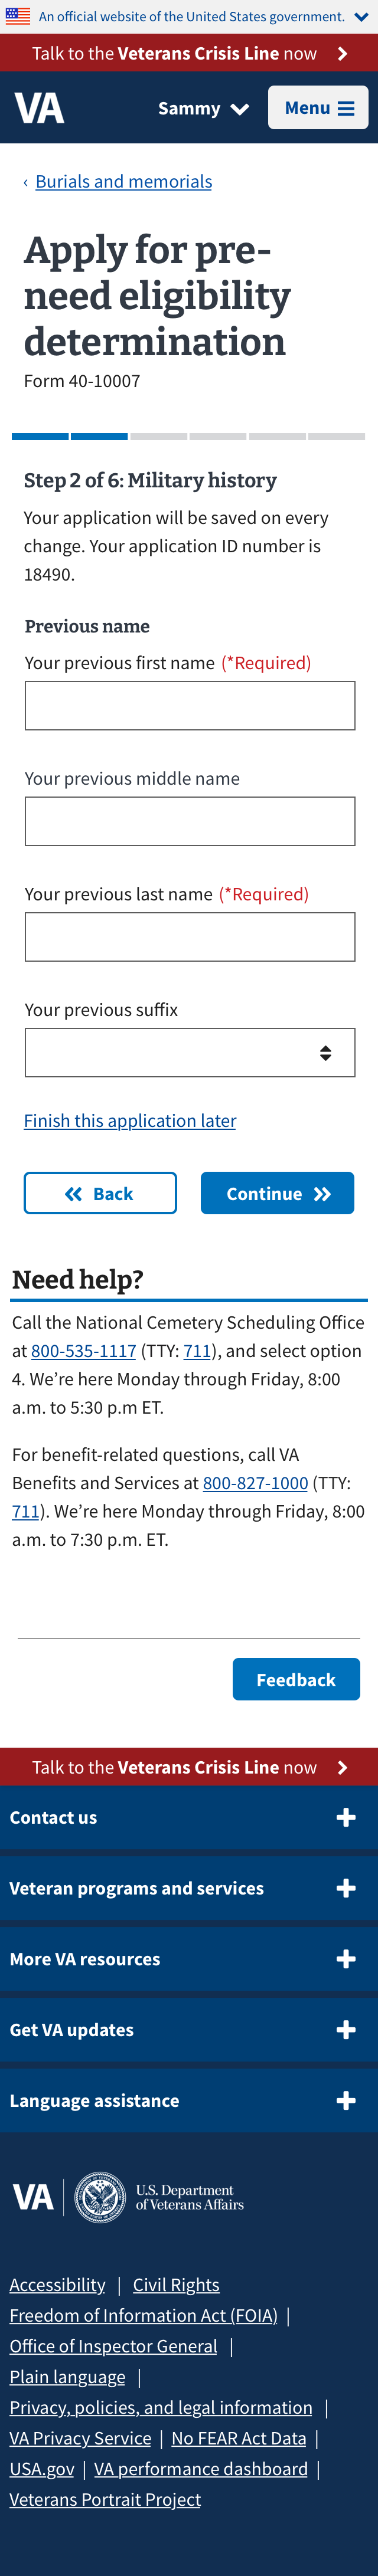 An official website of the United States government.
Talk to the Veterans Crisis Line now
VA
Sammy
Menu
‹ Burials and memorials
Apply for pre-
need eligibility
determination
Form 40-10007
Step 2 of 6: Military history
Your application will be saved on every
change. Your application ID number is
18490.
Previous name
Your previous first name (*Required)
Your previous middle name
Your previous last name (*Required)
Your previous suffix
Finish this application later
Back
Continue
Need help?
Call the National Cemetery Scheduling Office
at 800-535-1117 (TTY: 711), and select option
4. We’re here Monday through Friday, 8:00
a.m. to 5:30 p.m ET.
For benefit-related questions, call VA
Benefits and Services at 800-827-1000 (TTY:
711). We’re here Monday through Friday, 8:00
a.m. to 7:30 p.m. ET.
Feedback
Talk to the Veterans Crisis Line now
Contact us
Veteran programs and services
More VA resources
Get VA updates
Language assistance
VA
U.S. Department
of Veterans Affairs
Accessibility | Civil Rights
Freedom of Information Act (FOIA) |
Office of Inspector General |
Plain language |
Privacy, policies, and legal information |
VA Privacy Service | No FEAR Act Data |
USA.gov | VA performance dashboard |
Veterans Portrait Project